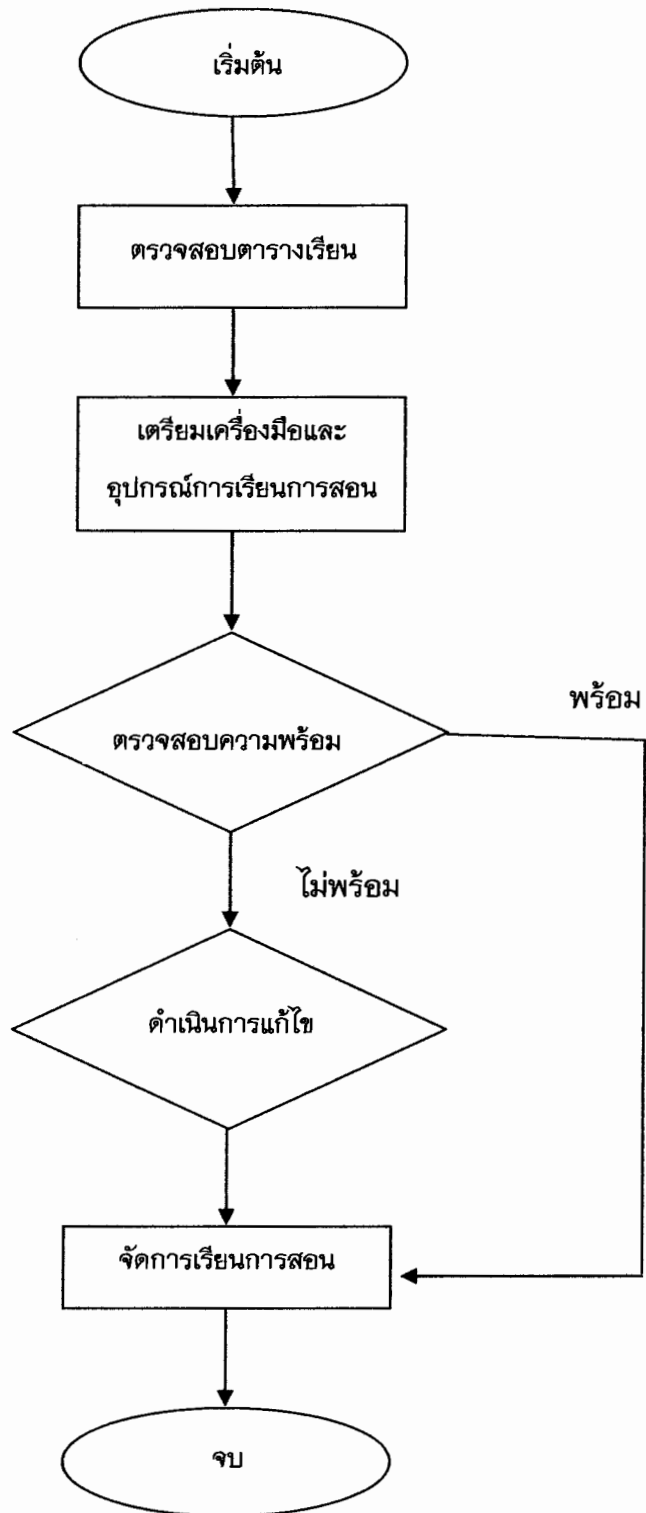 เริ่มต้น
ตรวจสอบตารางเรียน
เตรียมเครื่องมือและ
อุปกรณ์การเรียนการสอน
ตรวจสอบความพร้อม
พร้อม
ไม่พร้อม
ดำเนินการแก้ไข
จัดการเรียนการสอน
จบ